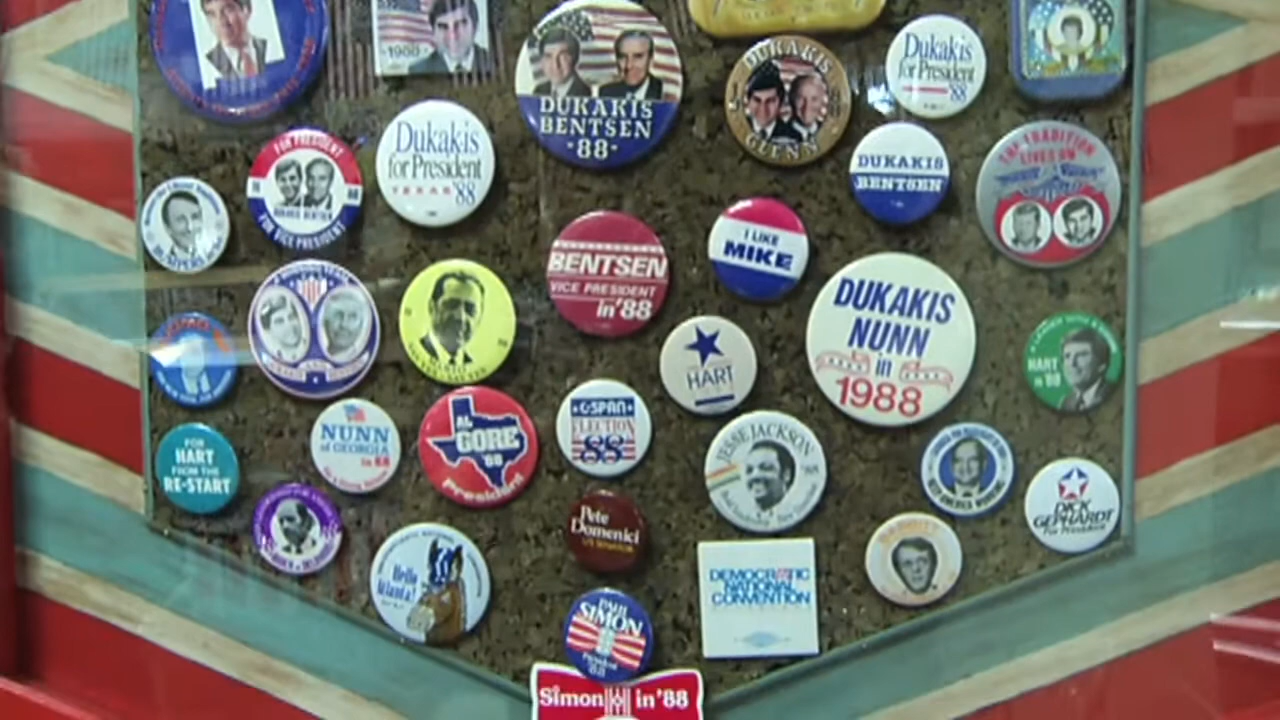 1988
DUKAKIS
BENTSEN
·88·
DUKAKIS
GLENN
Dukakis
for President
'88
Dukakis
for President
TEXAS '88
FOR PRESIDENT
FOR VICE PRESIDENT
DUKAKIS
BENTSEN
THE TRADITION
LIVES ON
BUMPERS
BENTSEN
VICE PRESIDENT
in '88
I LIKE
MIKE
DUKAKIS
NUNN
in
1988
HART
HART
in '88
FOR
HART
FROM THE
RE-START
NUNN
of GEORGIA
in 88
AL
GORE
'88
President
C-SPAN
ELECTION
'88
JESSE JACKSON '88
DICK
GEPHARDT
For President
Pete
Domenici
US SENATOR
Hello
Atlanta!
DEMOCRATIC
NATIONAL
CONVENTION
PAUL
SIMON
President
Simon in '88